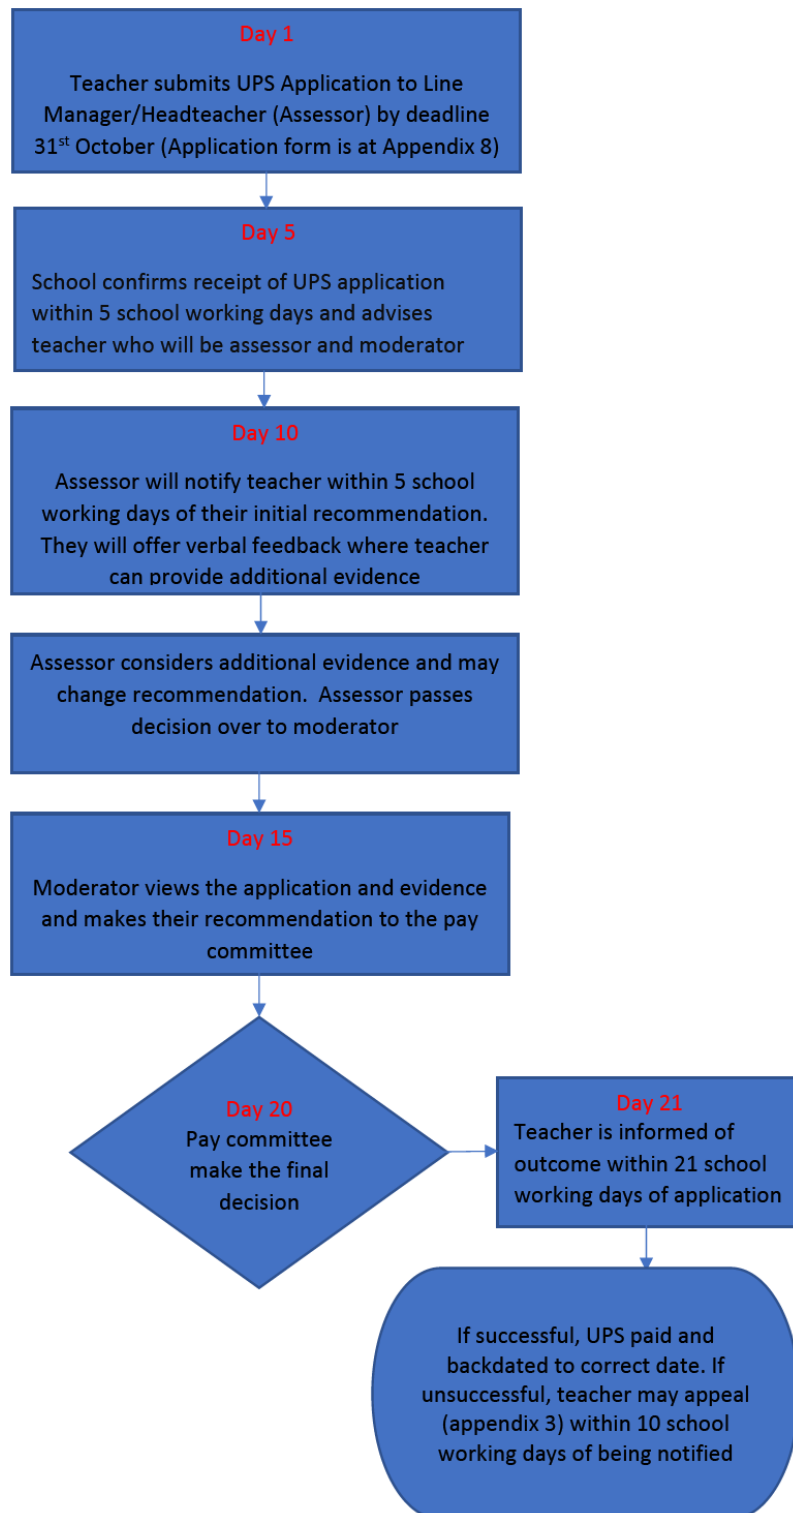 Day 1
Teacher submits UPS Application to Line
Manager/Headteacher (Assessor) by deadline
31st October (Application form is at Appendix 8)
Day 5
School confirms receipt of UPS application
within 5 school working days and advises
teacher who will be assessor and moderator
Day 10
Assessor will notify teacher within 5 school
working days of their initial recommendation.
They will offer verbal feedback where teacher
can provide additional evidence
Assessor considers additional evidence and may
change recommendation.  Assessor passes
decision over to moderator
Day 15
Moderator views the application and evidence
and makes their recommendation to the pay
committee
Day 20
Pay committee
make the final
decision
Day 21
Teacher is informed of
outcome within 21 school
working days of application
If successful, UPS paid and
backdated to correct date. If
unsuccessful, teacher may appeal
(appendix 3) within 10 school
working days of being notified